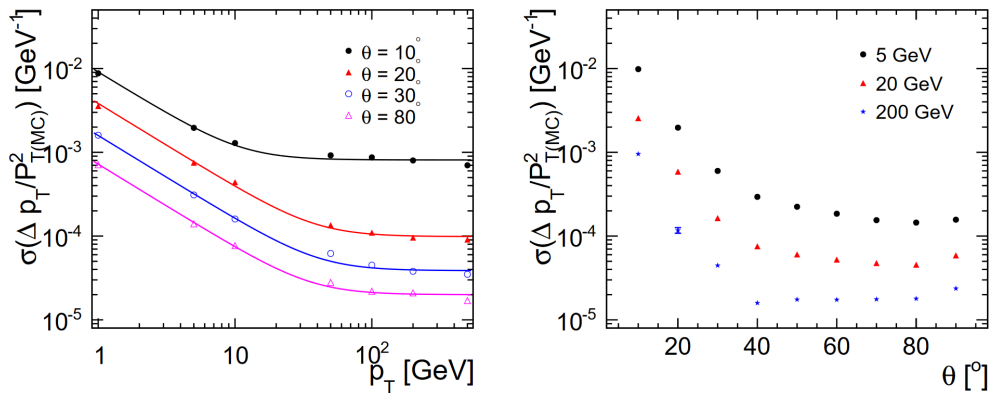 σ(Δ p_T/P²_T(MC)) [GeV⁻¹]
10⁻²
10⁻³
10⁻⁴
10⁻⁵
θ = 10°
θ = 20°
θ = 30°
θ = 80°
1
10
10²
p_T [GeV]
σ(Δ p_T/P²_T(MC)) [GeV⁻¹]
10⁻²
10⁻³
10⁻⁴
10⁻⁵
5 GeV
20 GeV
200 GeV
20
40
60
80
θ [°]